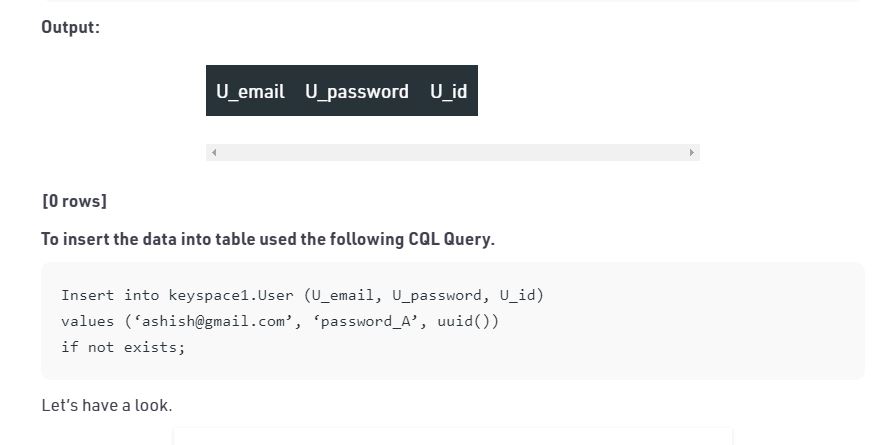 Output:
U_email U_password U_id
[0 rows]
To insert the data into table used the following CQL Query.
Insert into keyspace1.User (U_email, U_password, U_id)
values (‘ashish@gmail.com’, ‘password_A’, uuid())
if not exists;
Let's have a look.